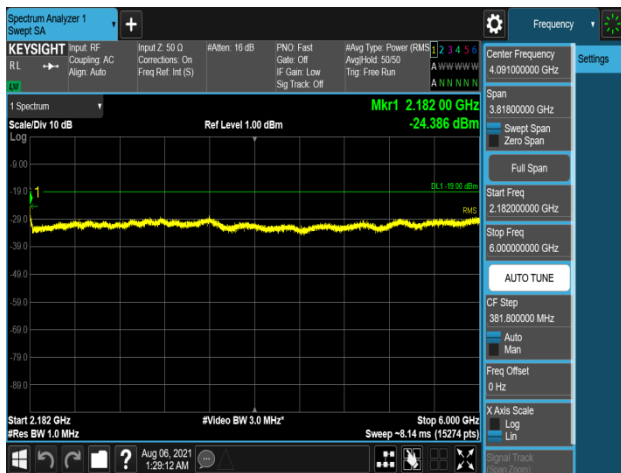 Spectrum Analyzer 1
Swept SA
+
Frequency
KEYSIGHT
R L
LW
Input: RF
Coupling: AC
Align: Auto
Input Z: 50 Ω
Corrections: On
Freq Ref: Int (S)
#Atten: 16 dB
PNO: Fast
Gate: Off
IF Gain: Low
Sig Track: Off
#Avg Type: Power (RMS
Avg|Hold: 50/50
Trig: Free Run
1 2 3 4 5 6
A W W W W W
A N N N N N
1 Spectrum
Scale/Div 10 dB
Log
Ref Level 1.00 dBm
Mkr1 2.182 00 GHz
-24.386 dBm
-9.00
-19.0
-29.0
-39.0
-49.0
-59.0
-69.0
-79.0
-89.0
1
DL1 -19.00 dBm
RMS
Start 2.182 GHz
#Res BW 1.0 MHz
#Video BW 3.0 MHz*
Stop 6.000 GHz
Sweep ~8.14 ms (15274 pts)
Aug 06, 2021
1:29:12 AM
?
Center Frequency
4.091000000 GHz
Span
3.81800000 GHz
Swept Span
Zero Span
Full Span
Start Freq
2.182000000 GHz
Stop Freq
6.000000000 GHz
AUTO TUNE
CF Step
381.800000 MHz
Auto
Man
Freq Offset
0 Hz
X Axis Scale
Log
Lin
Signal Track
(Span Zoom)
Settings